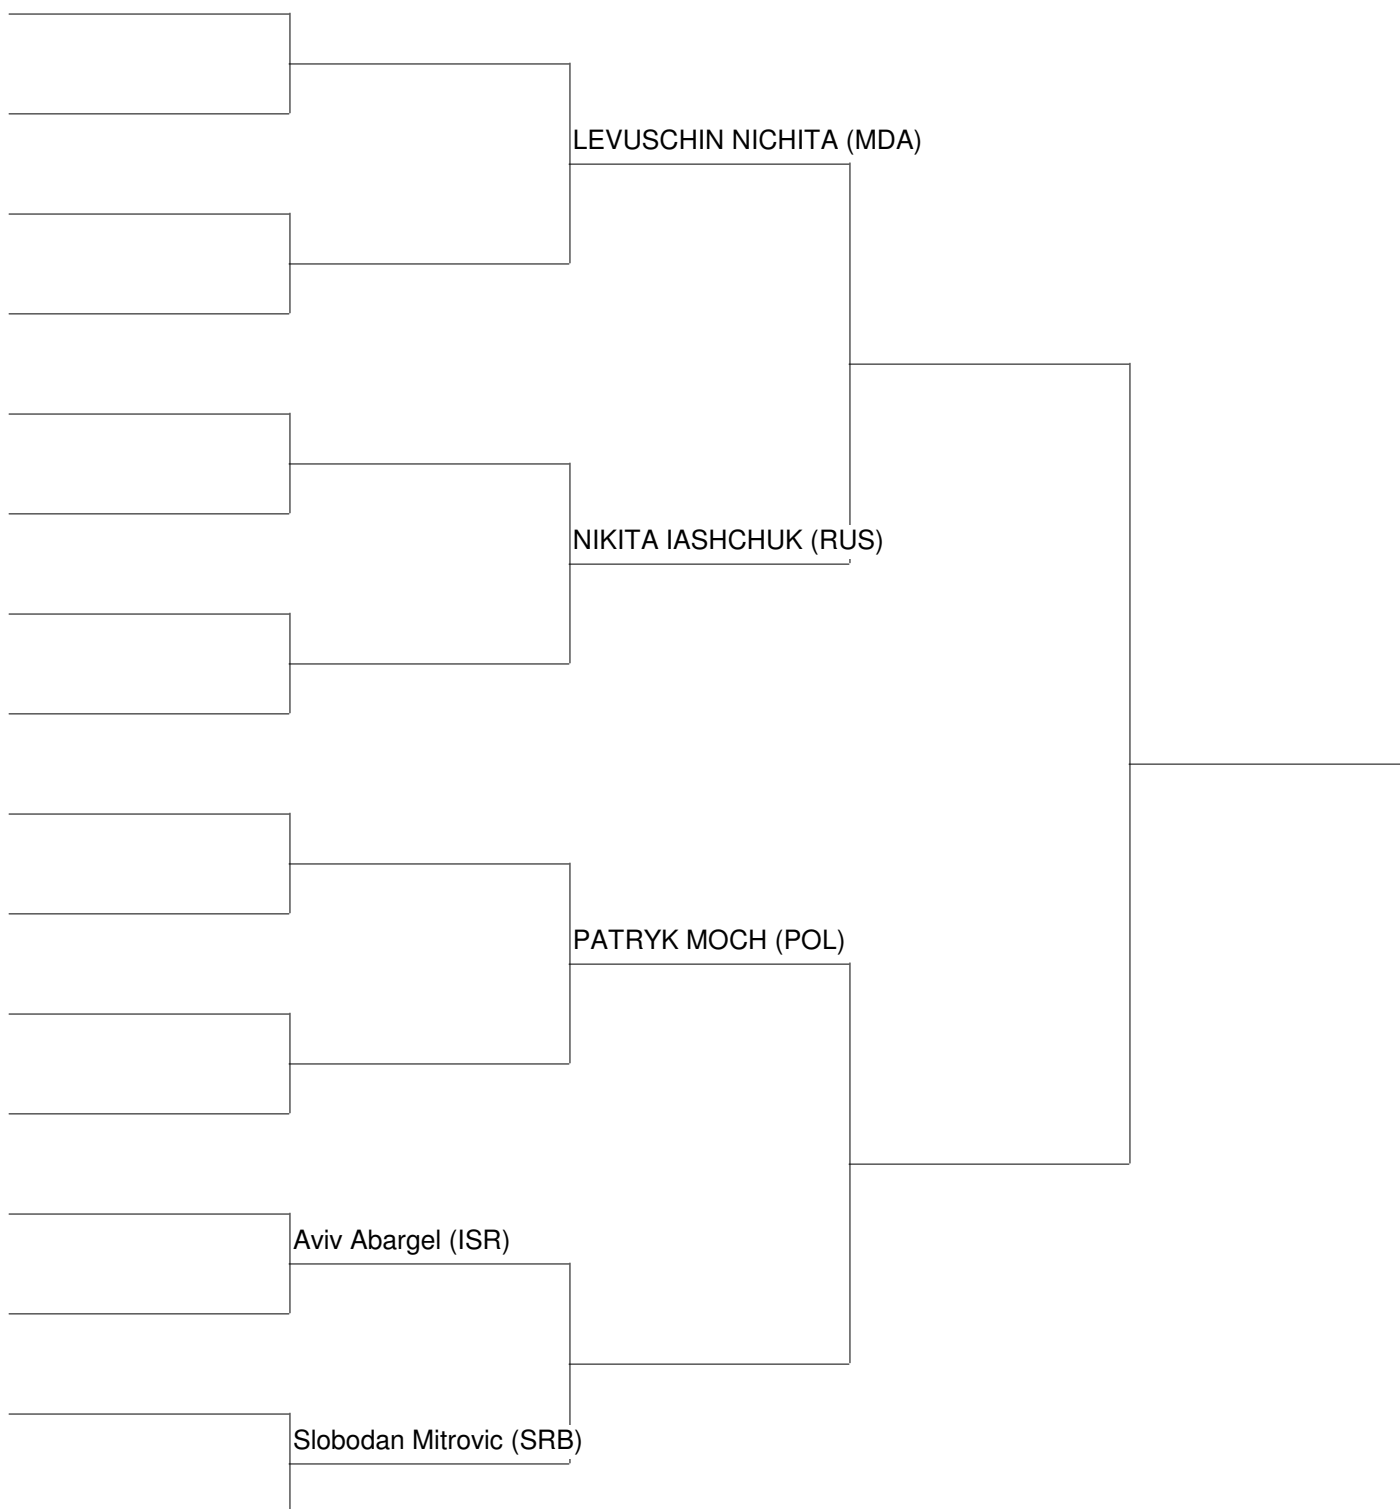 LEVUSCHIN NICHITA (MDA)
NIKITA IASHCHUK (RUS)
PATRYK MOCH (POL)
Aviv Abargel (ISR)
Slobodan Mitrovic (SRB)